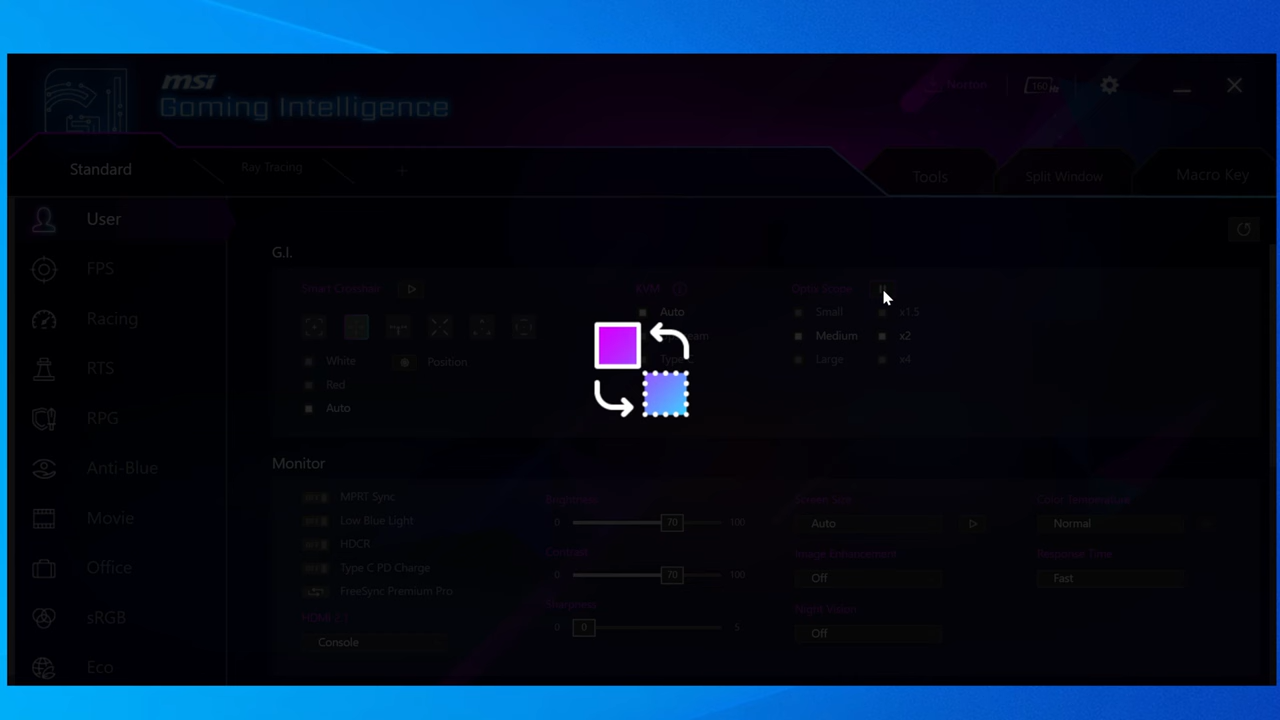 msi
Gaming Intelligence
Norton
160 Hz
Standard
Ray Tracing
+
Tools
Split Window
Macro Key
User
FPS
Racing
RTS
RPG
Anti-Blue
Movie
Office
sRGB
Eco
G.I.
Smart Crosshair
White
Position
Red
Auto
KVM
Auto
Optix Scope
Small
x1.5
Medium
x2
Large
x4
Monitor
MPRT Sync
Low Blue Light
HDCR
Type C PD Charge
FreeSync Premium Pro
Console
Brightness
0 70 100
Contrast
0 70 100
Sharpness
0 0 5
Screen Size
Auto
Image Enhancement
Off
Night Vision
Off
Color Temperature
Normal
Response Time
Fast